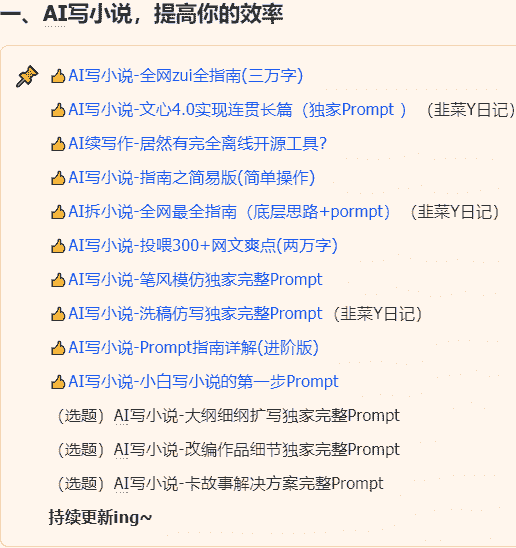 一、AI写小说，提高你的效率
AI写小说-全网zui全指南(三万字)
AI写小说-文心4.0实现连贯长篇（独家Prompt ）（韭菜Y日记）
AI续写作-居然有完全离线开源工具?
AI写小说-指南之简易版(简单操作)
AI拆小说-全网最全指南（底层思路+pormpt）（韭菜Y日记）
AI写小说-投喂300+网文爽点(两万字)
AI写小说-笔风模仿独家完整Prompt
AI写小说-洗稿仿写独家完整Prompt（韭菜Y日记）
AI写小说-Prompt指南详解(进阶版)
AI写小说-小白写小说的第一步Prompt
（选题）AI写小说-大纲细纲扩写独家完整Prompt
（选题）AI写小说-改编作品细节独家完整Prompt
（选题）AI写小说-卡故事解决方案完整Prompt
持续更新ing~